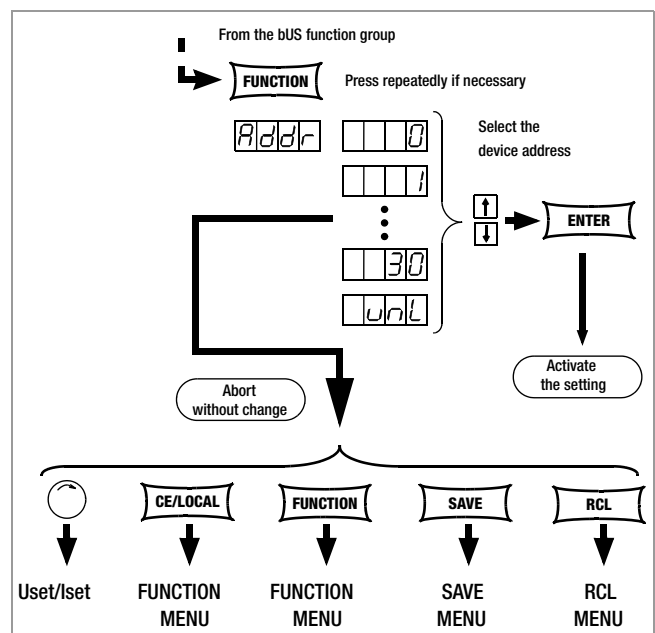 From the bUS function group
FUNCTION Press repeatedly if necessary
Addr 0
Select the
device address
1
ENTER
30
unL
Activate
the setting
Abort
without change
CE/LOCAL FUNCTION SAVE RCL
Uset/Iset FUNCTION FUNCTION SAVE RCL
MENU MENU MENU MENU